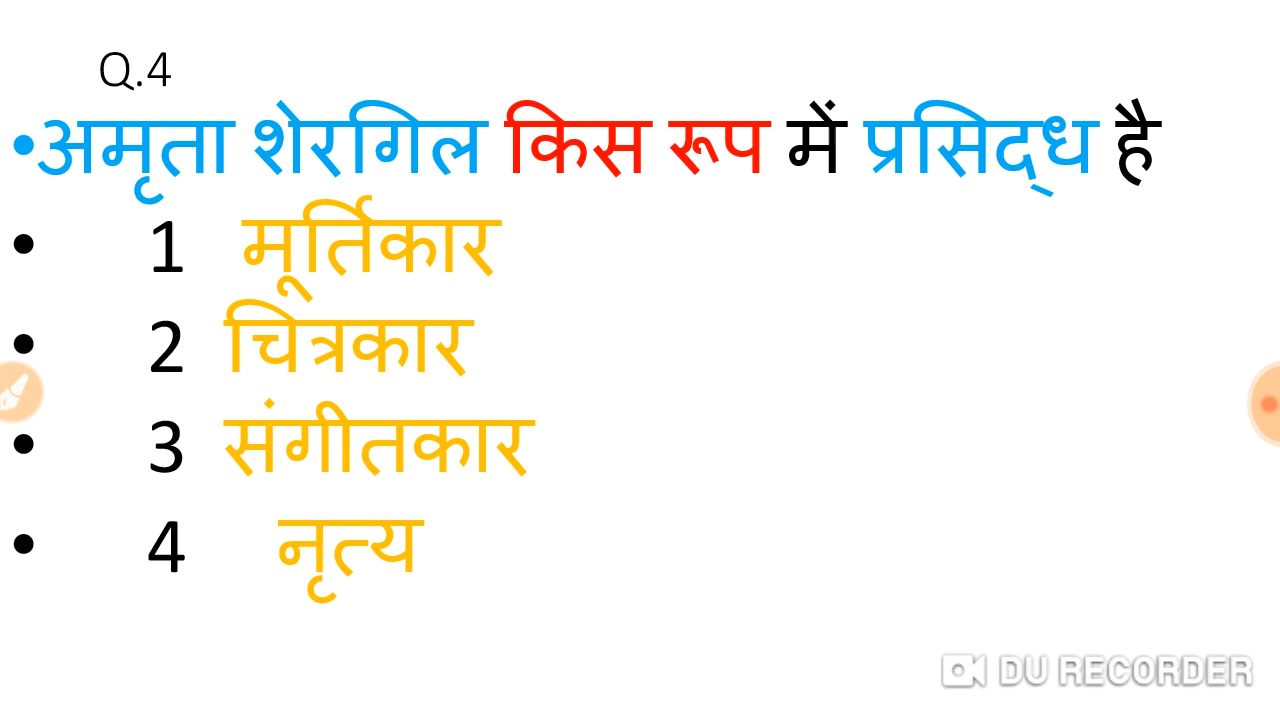 Q.4
•अमृता शेरगिल किस रूप में प्रसिद्ध है
• 1 मूर्तिकार
• 2 चित्रकार
• 3 संगीतकार
• 4 नृत्य
DU RECORDER